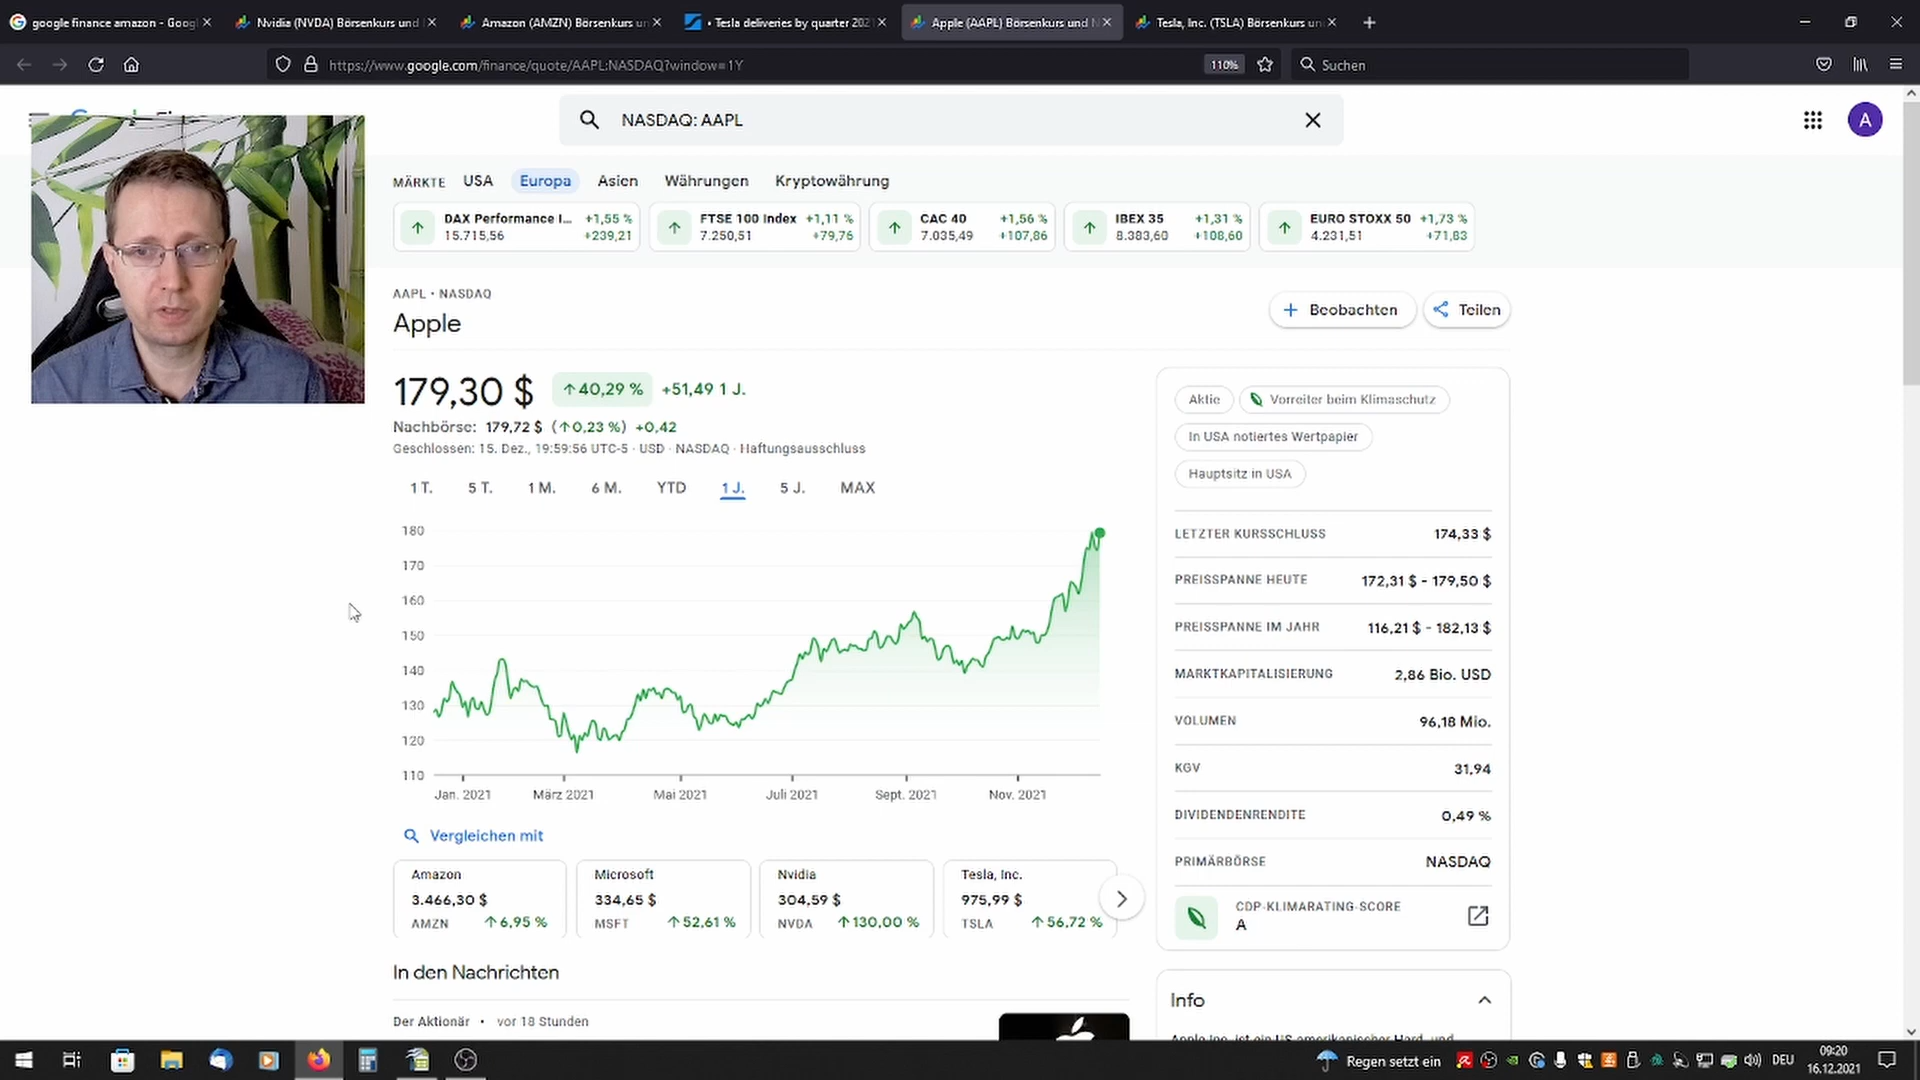 google finance amazon - Goog
Nvidia (NVDA) Börsenkurs und
Amazon (AMZN) Börsenkurs un
• Tesla deliveries by quarter 202
Apple (AAPL) Börsenkurs und N
Tesla, Inc. (TSLA) Börsenkurs un
https://www.google.com/finance/quote/AAPL:NASDAQ?window=1Y
110%
Suchen
NASDAQ: AAPL
A
MÄRKTE USA Europa Asien Währungen Kryptowährung
DAX Performance I... +1,55 %
15.715,56 +239,21
FTSE 100 Index +1,11 %
7.250,51 +79,76
CAC 40 +1,56 %
7.035,49 +107,86
IBEX 35 +1,31 %
8.383,60 +108,60
EURO STOXX 50 +1,73 %
4.231,51 +71,83
AAPL • NASDAQ
Apple
Beobachten
Teilen
179,30 $ ↑40,29 % +51,49 1 J.
Nachbörse: 179,72 $ (↑0,23 %) +0,42
Geschlossen: 15. Dez., 19:59:56 UTC-5 · USD · NASDAQ · Haftungsausschluss
1 T. 5 T. 1 M. 6 M. YTD 1 J. 5 J. MAX
180
170
160
150
140
130
120
110
Jan. 2021 März 2021 Mai 2021 Juli 2021 Sept. 2021 Nov. 2021
Vergleichen mit
Amazon
3.466,30 $
AMZN ↑6,95 %
Microsoft
334,65 $
MSFT ↑52,61 %
Nvidia
304,59 $
NVDA ↑130,00 %
Tesla, Inc.
975,99 $
TSLA ↑56,72 %
In den Nachrichten
Der Aktionär • vor 18 Stunden
Aktie
Vorreiter beim Klimaschutz
In USA notiertes Wertpapier
Hauptsitz in USA
LETZTER KURSSCHLUSS 174,33 $
PREISSPANNE HEUTE 172,31 $ - 179,50 $
PREISSPANNE IM JAHR 116,21 $ - 182,13 $
MARKTKAPITALISIERUNG 2,86 Bio. USD
VOLUMEN 96,18 Mio.
KGV 31,94
DIVIDENDENRENDITE 0,49 %
PRIMÄRBÖRSE NASDAQ
CDP-KLIMARATING-SCORE
A
Info
Apple Inc. ist ein US-amerikanischer Hard- und
Regen setzt ein
DEU
09:20
16.12.2021